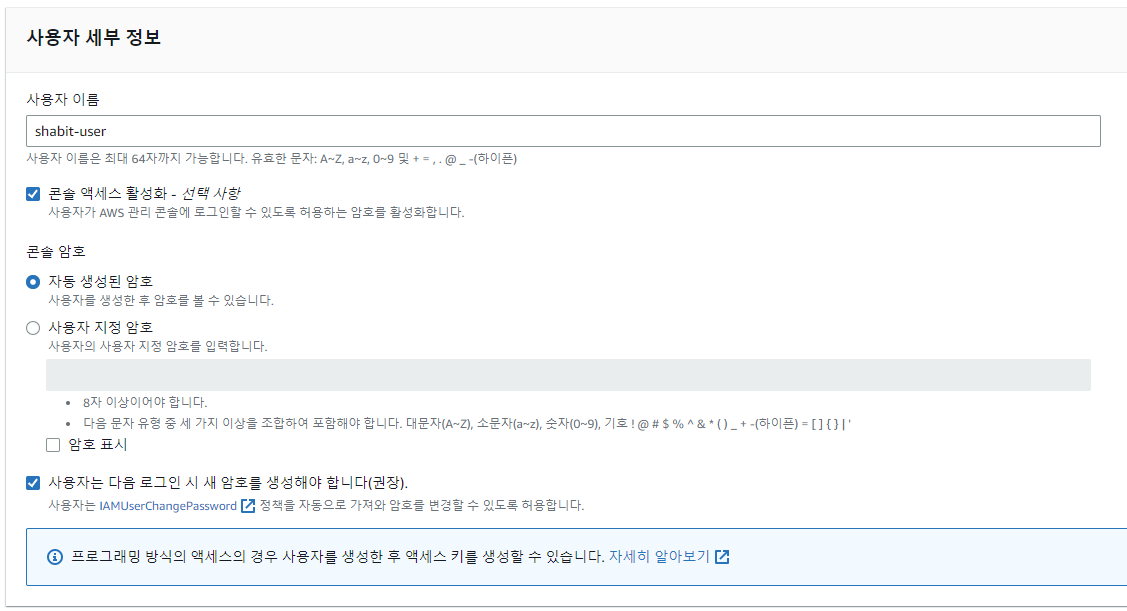 사용자 세부 정보
사용자 이름
shabit-user
사용자 이름은 최대 64자까지 가능합니다. 유효한 문자: A~Z, a~z, 0~9 및 + = , . @ _ -(하이픈)
콘솔 액세스 활성화 - 선택 사항
사용자가 AWS 관리 콘솔에 로그인할 수 있도록 허용하는 암호를 활성화합니다.
콘솔 암호
자동 생성된 암호
사용자를 생성한 후 암호를 볼 수 있습니다.
사용자 지정 암호
사용자의 사용자 지정 암호를 입력합니다.
• 8자 이상이어야 합니다.
• 다음 문자 유형 중 세 가지 이상을 조합하여 포함해야 합니다. 대문자(A~Z), 소문자(a~z), 숫자(0~9), 기호 ! @ # $ % ^ & * ( ) _ + -(하이픈) = [ ] { } | '
암호 표시
사용자는 다음 로그인 시 새 암호를 생성해야 합니다(권장).
사용자는 IAMUserChangePassword 정책을 자동으로 가져와 암호를 변경할 수 있도록 허용합니다.
프로그래밍 방식의 액세스의 경우 사용자를 생성한 후 액세스 키를 생성할 수 있습니다. 자세히 알아보기